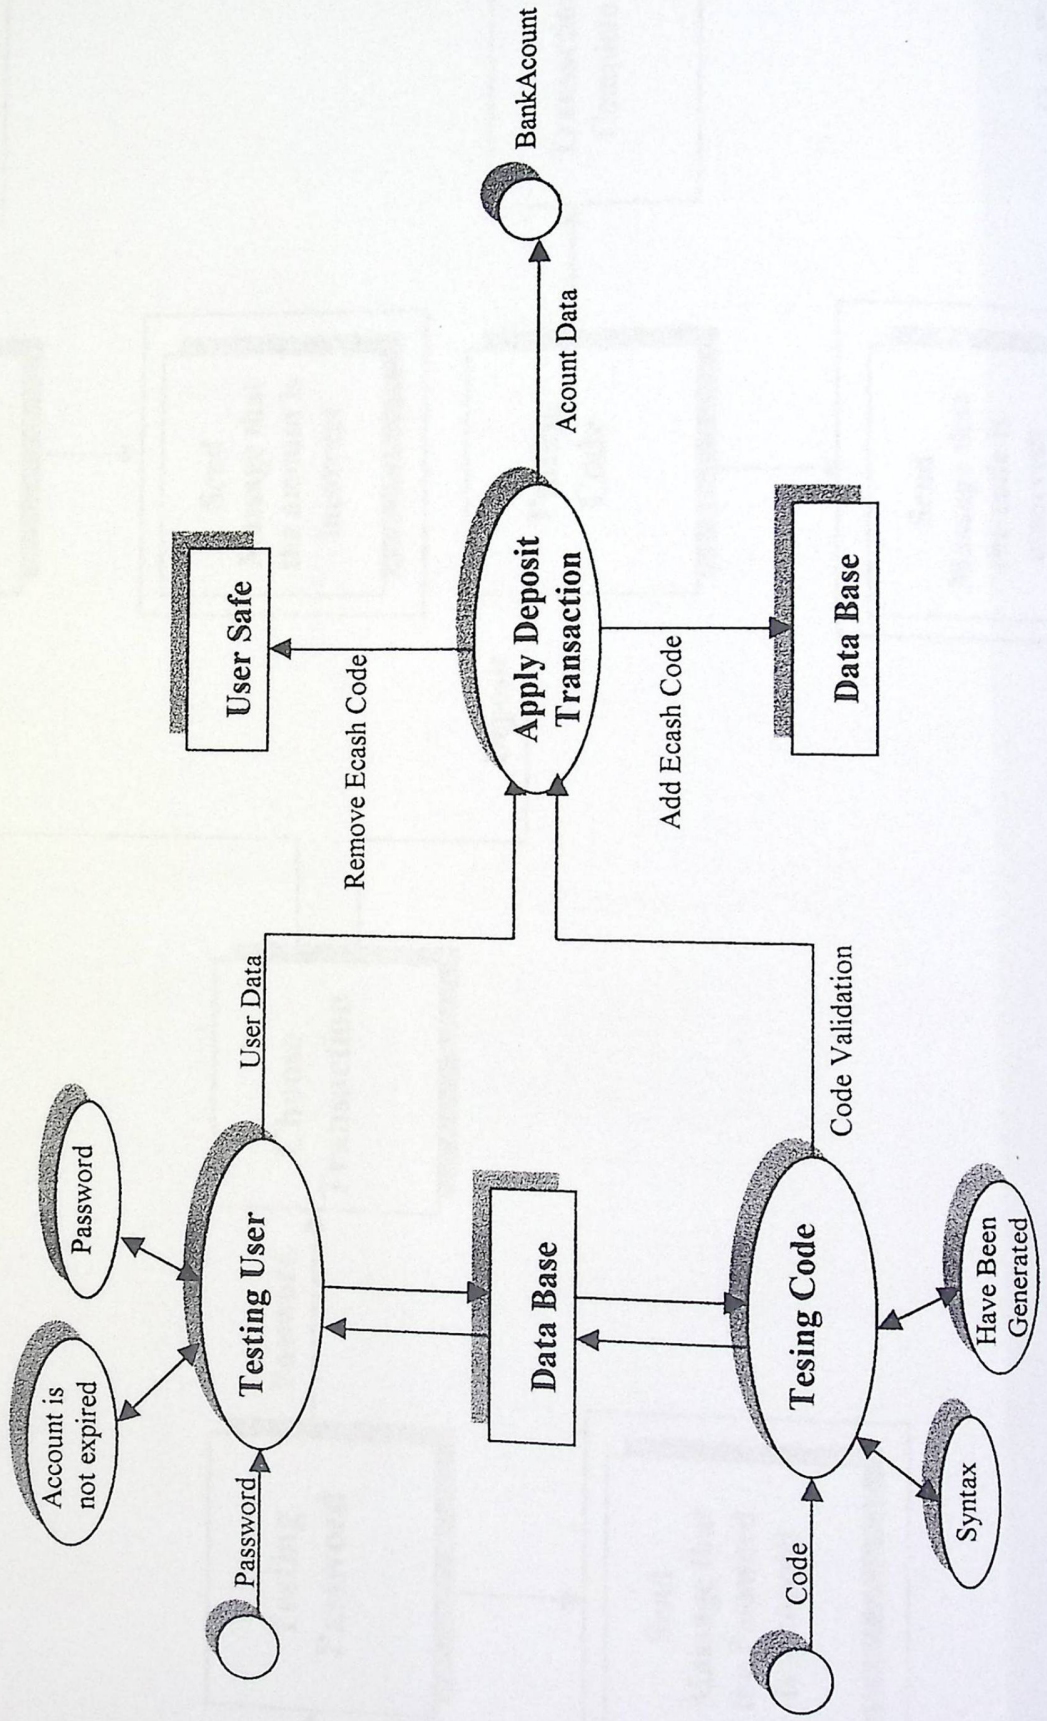 Account is
not expired
Password
Password
Testing User
User Data
User Safe
Remove Ecash Code
Data Base
Apply Deposit
Transaction
Acount Data
BankAcount
Add Ecash Code
Data Base
Code
Tesing Code
Code Validation
Syntax
Have Been
Generated